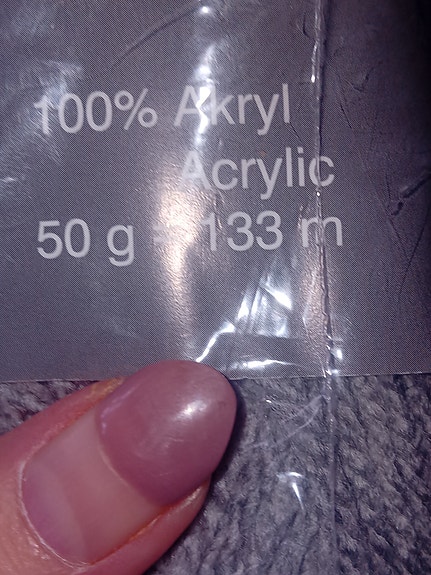 100% Akryl
Acrylic
50 g = 133 m